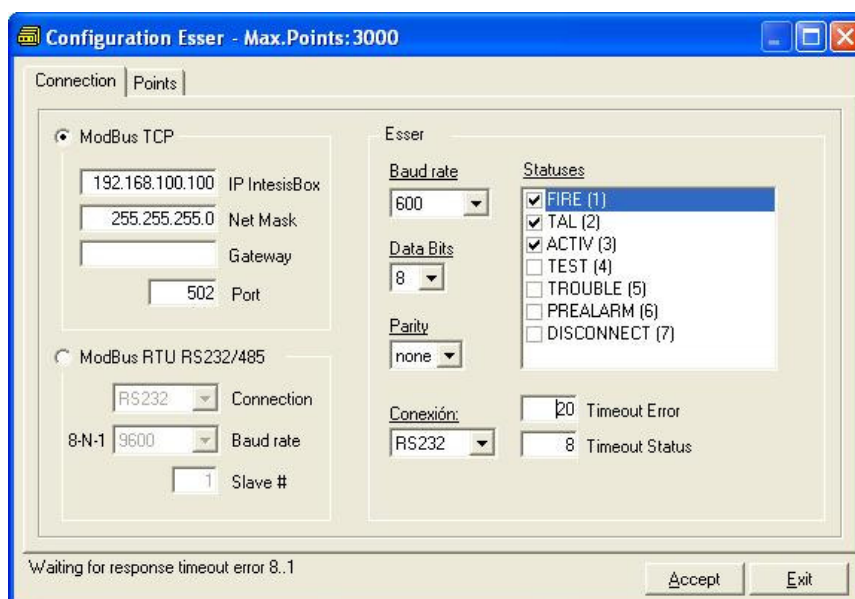 Configuration Esser - Max.Points:3000
Connection
Points
ModBus TCP
192.168.100.100 IP IntesisBox
255.255.255.0 Net Mask
Gateway
502 Port
ModBus RTU RS232/485
RS232 Connection
8-N-1 9600 Baud rate
1 Slave #
Esser
Baud rate
600
Data Bits
8
Parity
none
Conexión:
RS232
Statuses
FIRE (1)
TAL (2)
ACTIV (3)
TEST (4)
TROUBLE (5)
PREALARM (6)
DISCONNECT (7)
20 Timeout Error
8 Timeout Status
Waiting for response timeout error 8..1
Accept
Exit